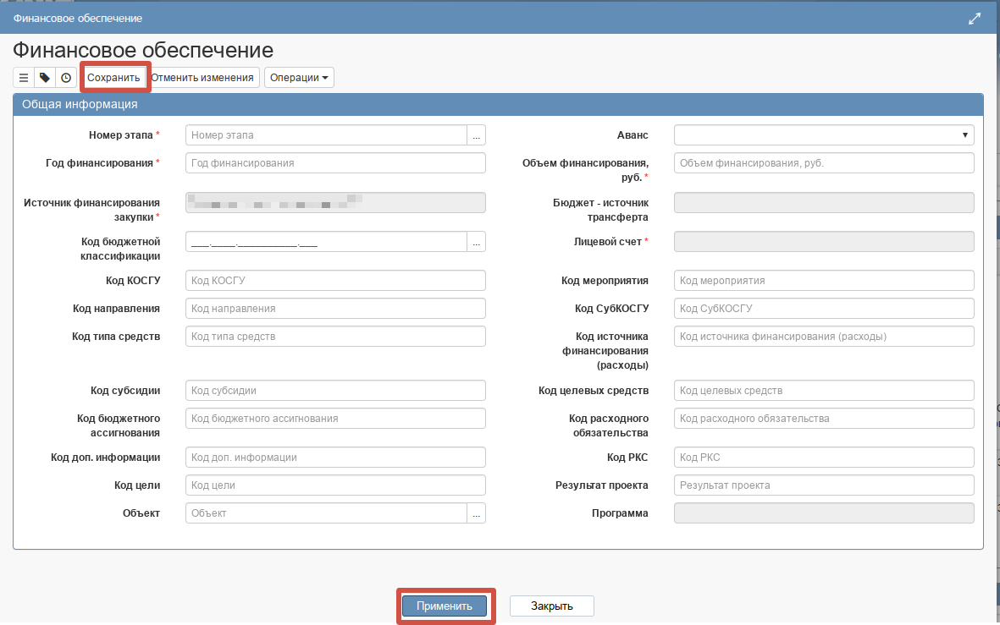 Финансовое обеспечение
Финансовое обеспечение
Сохранить Отменить изменения Операции
Общая информация
Номер этапа * Номер этапа ... Аванс
Год финансирования * Год финансирования Объем финансирования, руб. * Объем финансирования, руб.
Источник финансирования закупки * Бюджет - источник трансферта
Код бюджетной классификации ___.____.__________.___ ... Лицевой счет *
Код КОСГУ Код КОСГУ Код мероприятия Код мероприятия
Код направления Код направления Код СубКОСГУ Код СубКОСГУ
Код типа средств Код типа средств Код источника финансирования (расходы) Код источника финансирования (расходы)
Код субсидии Код субсидии Код целевых средств Код целевых средств
Код бюджетного ассигнования Код бюджетного ассигнования Код расходного обязательства Код расходного обязательства
Код доп. информации Код доп. информации Код РКС Код РКС
Код цели Код цели Результат проекта Результат проекта
Объект Объект ... Программа
Применить Закрыть